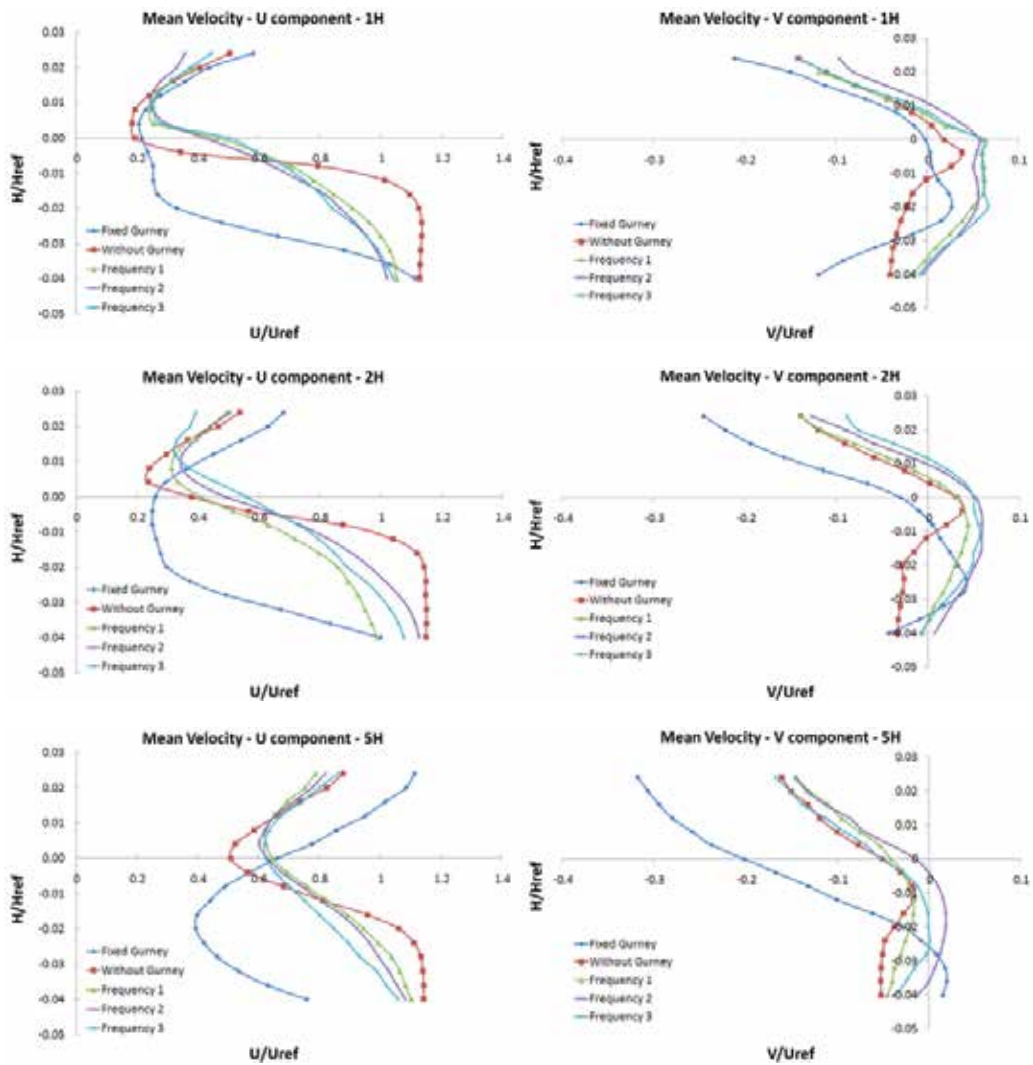 Mean Velocity - U component - 1H
0.03
0.02
0.01
0.00
-0.01
-0.02
-0.03
-0.04
-0.05
0 0.2 0.4 0.6 0.8 1 1.2 1.4
H/Href
U/Uref
Fixed Gurney
Without Gurney
Frequency 1
Frequency 2
Frequency 3
Mean Velocity - V component - 1H
0.03
0.02
0.01
0.00
-0.01
-0.02
-0.03
-0.04
-0.05
-0.4 -0.3 -0.2 -0.1 0 0.1
H/Href
V/Uref
Fixed Gurney
Without Gurney
Frequency 1
Frequency 2
Frequency 3
Mean Velocity - U component - 2H
0.03
0.02
0.01
0.00
-0.01
-0.02
-0.03
-0.04
-0.05
0 0.2 0.4 0.6 0.8 1 1.2 1.4
H/Href
U/Uref
Fixed Gurney
Without Gurney
Frequency 1
Frequency 2
Frequency 3
Mean Velocity - V component - 2H
0.03
0.02
0.01
0.00
-0.01
-0.02
-0.03
-0.04
-0.05
-0.4 -0.3 -0.2 -0.1 0 0.1
H/Href
V/Uref
Fixed Gurney
Without Gurney
Frequency 1
Frequency 2
Frequency 3
Mean Velocity - U component - 5H
0.03
0.02
0.01
0.00
-0.01
-0.02
-0.03
-0.04
-0.05
0 0.2 0.4 0.6 0.8 1 1.2 1.4
H/Href
U/Uref
Fixed Gurney
Without Gurney
Frequency 1
Frequency 2
Frequency 3
Mean Velocity - V component - 5H
0.03
0.02
0.01
0.00
-0.01
-0.02
-0.03
-0.04
-0.05
-0.4 -0.3 -0.2 -0.1 0 0.1
H/Href
V/Uref
Fixed Gurney
Without Gurney
Frequency 1
Frequency 2
Frequency 3